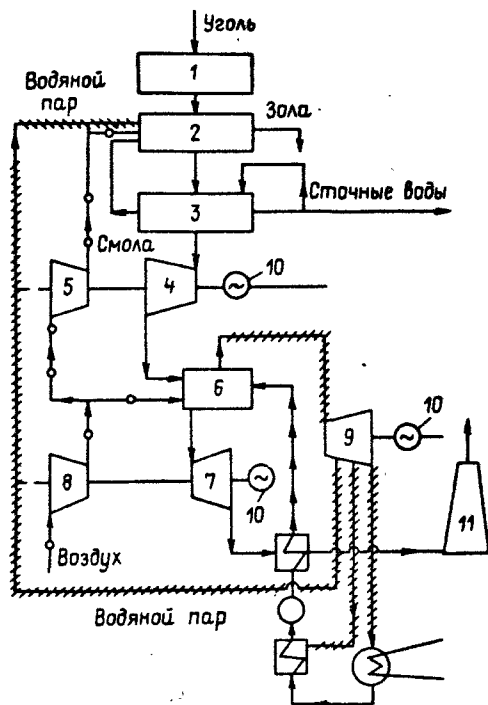 Уголь
1
Водяной
пар
Зола
2
Сточные воды
3
Смола
10
5
4
6
10
9
8
7
10
11
Воздух
Водяной пар